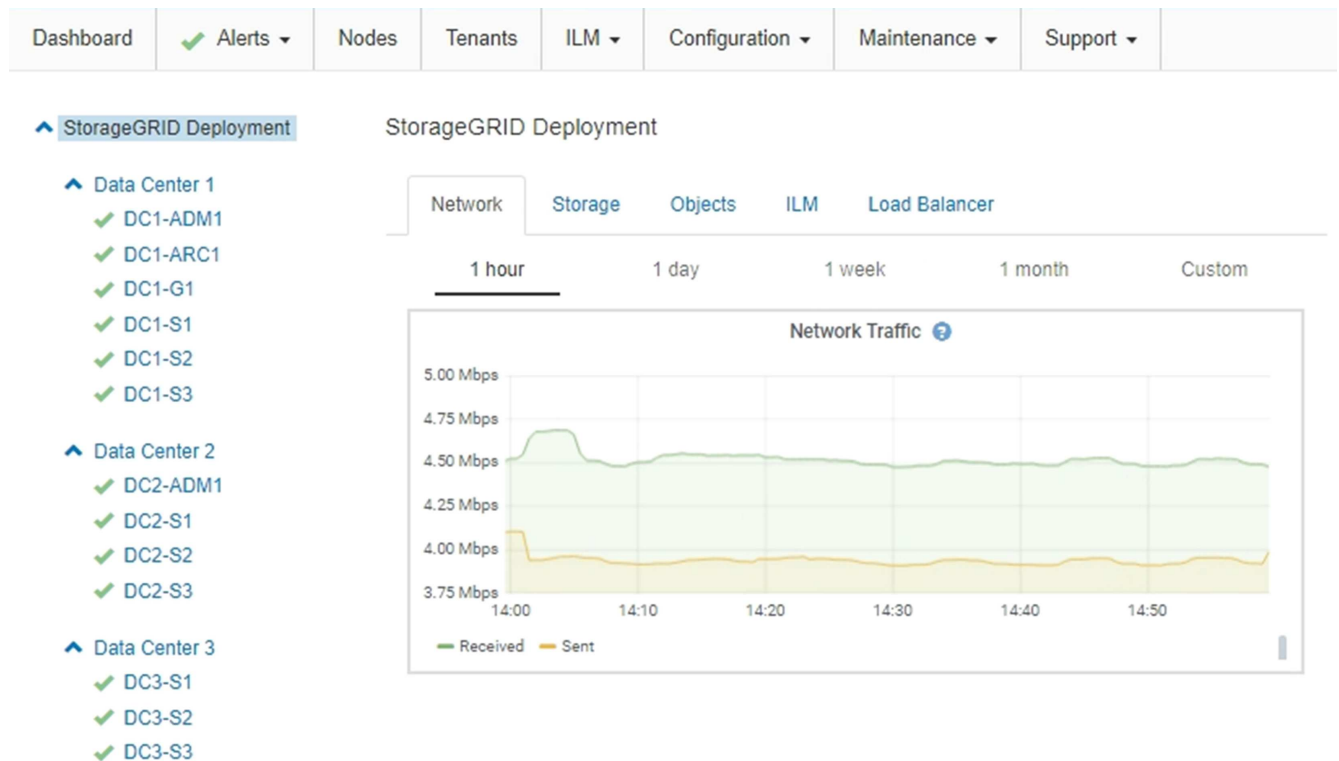 Dashboard Alerts Nodes Tenants ILM Configuration Maintenance Support
StorageGRID Deployment
Data Center 1
DC1-ADM1
DC1-ARC1
DC1-G1
DC1-S1
DC1-S2
DC1-S3
Data Center 2
DC2-ADM1
DC2-S1
DC2-S2
DC2-S3
Data Center 3
DC3-S1
DC3-S2
DC3-S3
StorageGRID Deployment
Network Storage Objects ILM Load Balancer
1 hour 1 day 1 week 1 month Custom
Network Traffic ?
5.00 Mbps
4.75 Mbps
4.50 Mbps
4.25 Mbps
4.00 Mbps
3.75 Mbps
14:00 14:10 14:20 14:30 14:40 14:50
Received Sent